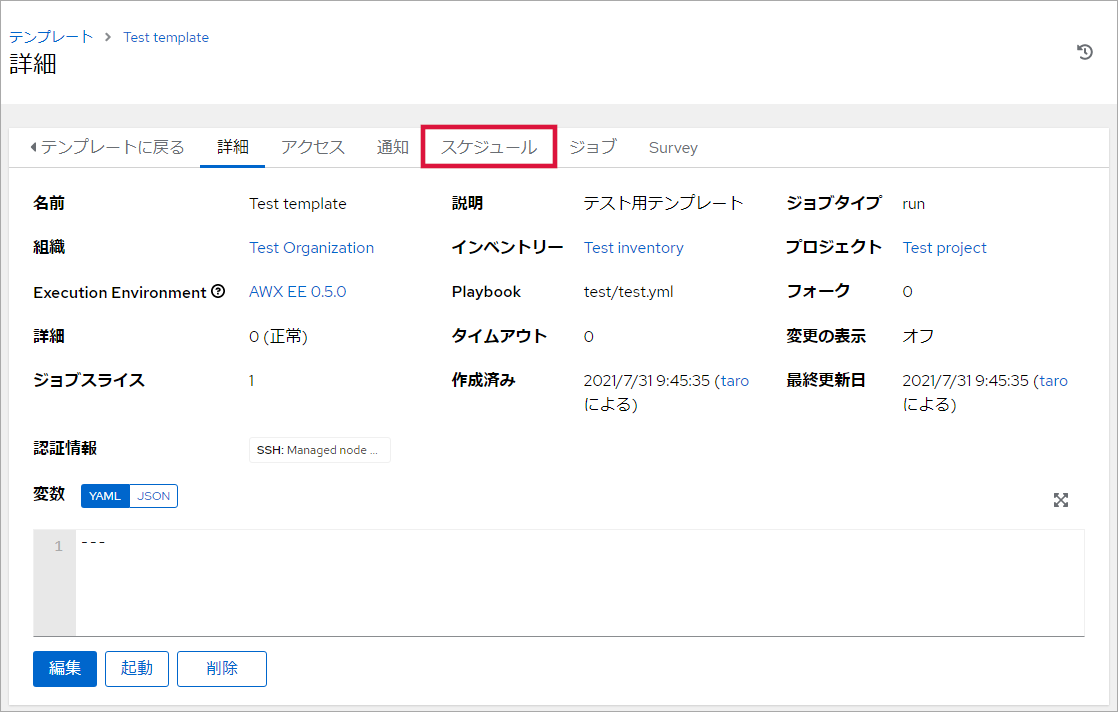 テンプレート > Test template
詳細
テンプレートに戻る 詳細 アクセス 通知 スケジュール ジョブ Survey
名前 Test template 説明 テスト用テンプレート ジョブタイプ run
組織 Test Organization インベントリー Test inventory プロジェクト Test project
Execution Environment AWX EE 0.5.0 Playbook test/test.yml フォーク 0
詳細 0 (正常) タイムアウト 0 変更の表示 オフ
ジョブスライス 1 作成済み 2021/7/31 9:45:35 (taro 最終更新日 2021/7/31 9:45:35 (taro
による) による)
認証情報 SSH: Managed node ...
変数 YAML JSON
1 ---
編集 起動 削除